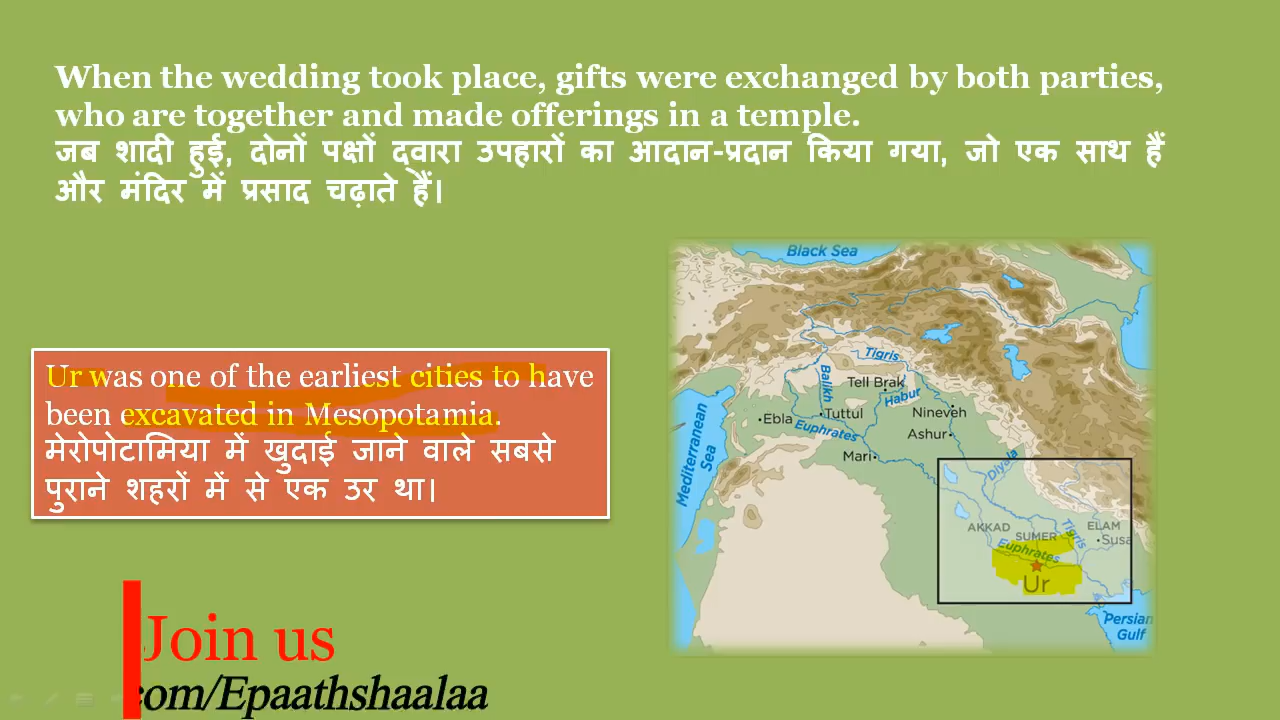 When the wedding took place, gifts were exchanged by both parties,
who are together and made offerings in a temple.
जब शादी हुई, दोनों पक्षों द्वारा उपहारों का आदान-प्रदान किया गया, जो एक साथ हैं
और मंदिर में प्रसाद चढ़ाते हैं।
Ur was one of the earliest cities to have
been excavated in Mesopotamia.
मेरोपोटामिया में खुदाई जाने वाले सबसे
पुराने शहरों में से एक उर था।
Black Sea
Tigris
Balikh
Tell Brak
Habur
Ebla
Tuttul
Nineveh
Euphrates
Ashur
Mari
Mediterranean
Sea
Diyala
AKKAD
SUMER
Tigris
ELAM
Susa
Euphrates
Ur
Persian
Gulf
Join us
com/Epaathshaalaa